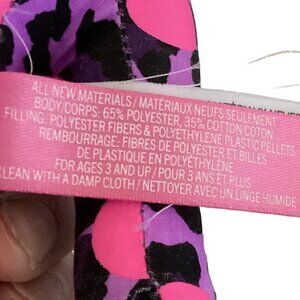 ALL NEW MATERIALS / MATÉRIAUX NEUFS SEULEMENT
BODY/CORPS: 65% POLYESTER, 35% COTTON COTON
FILLING: POLYESTER FIBERS & POLYETHYLENE PLASTIC PELLETS
REMBOURRAGE: FIBRES DE POLYESTER ET BILLES
DE PLASTIQUE EN POLYÉTHYLÈNE
FOR AGES 3 AND UP / POUR 3 ANS ET PLUS
CLEAN WITH A DAMP CLOTH / NETTOYER AVEC UN LINGE HUMIDE